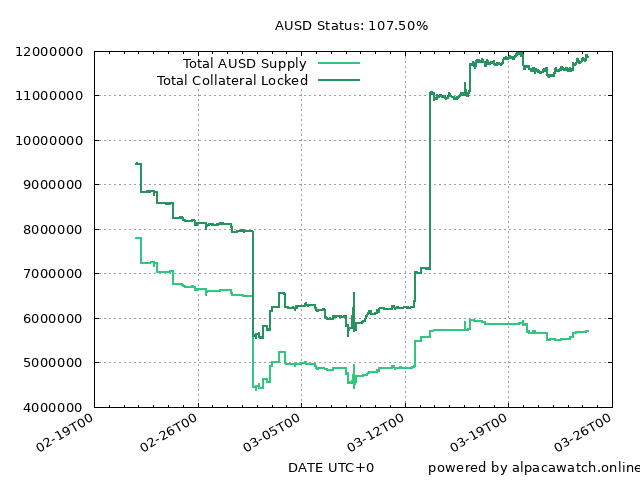 AUSD Status: 107.50%
Total AUSD Supply
Total Collateral Locked
12000000
11000000
10000000
9000000
8000000
7000000
6000000
5000000
4000000
02-19T00
02-26T00
03-05T00
03-12T00
03-19T00
03-26T00
DATE UTC+0
powered by alpacawatch.online